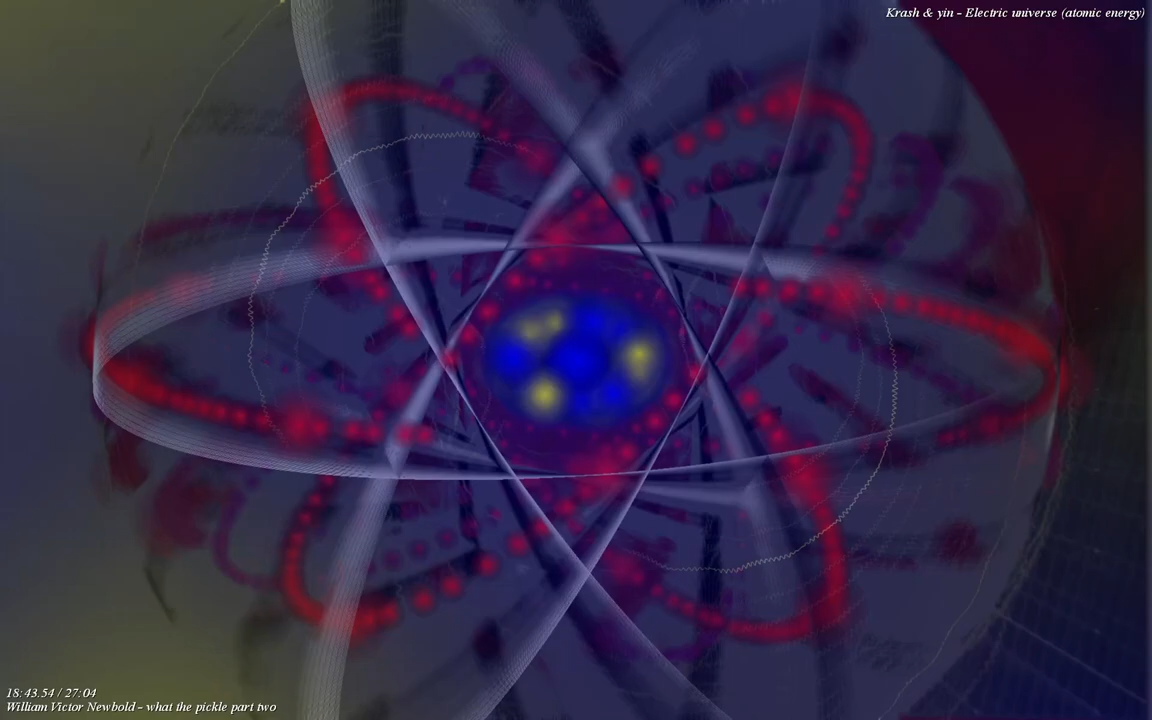 Krash & yin - Electric universe (atomic energy)
18:43.54 / 27:04
William Victor Newbold - what the pickle part two